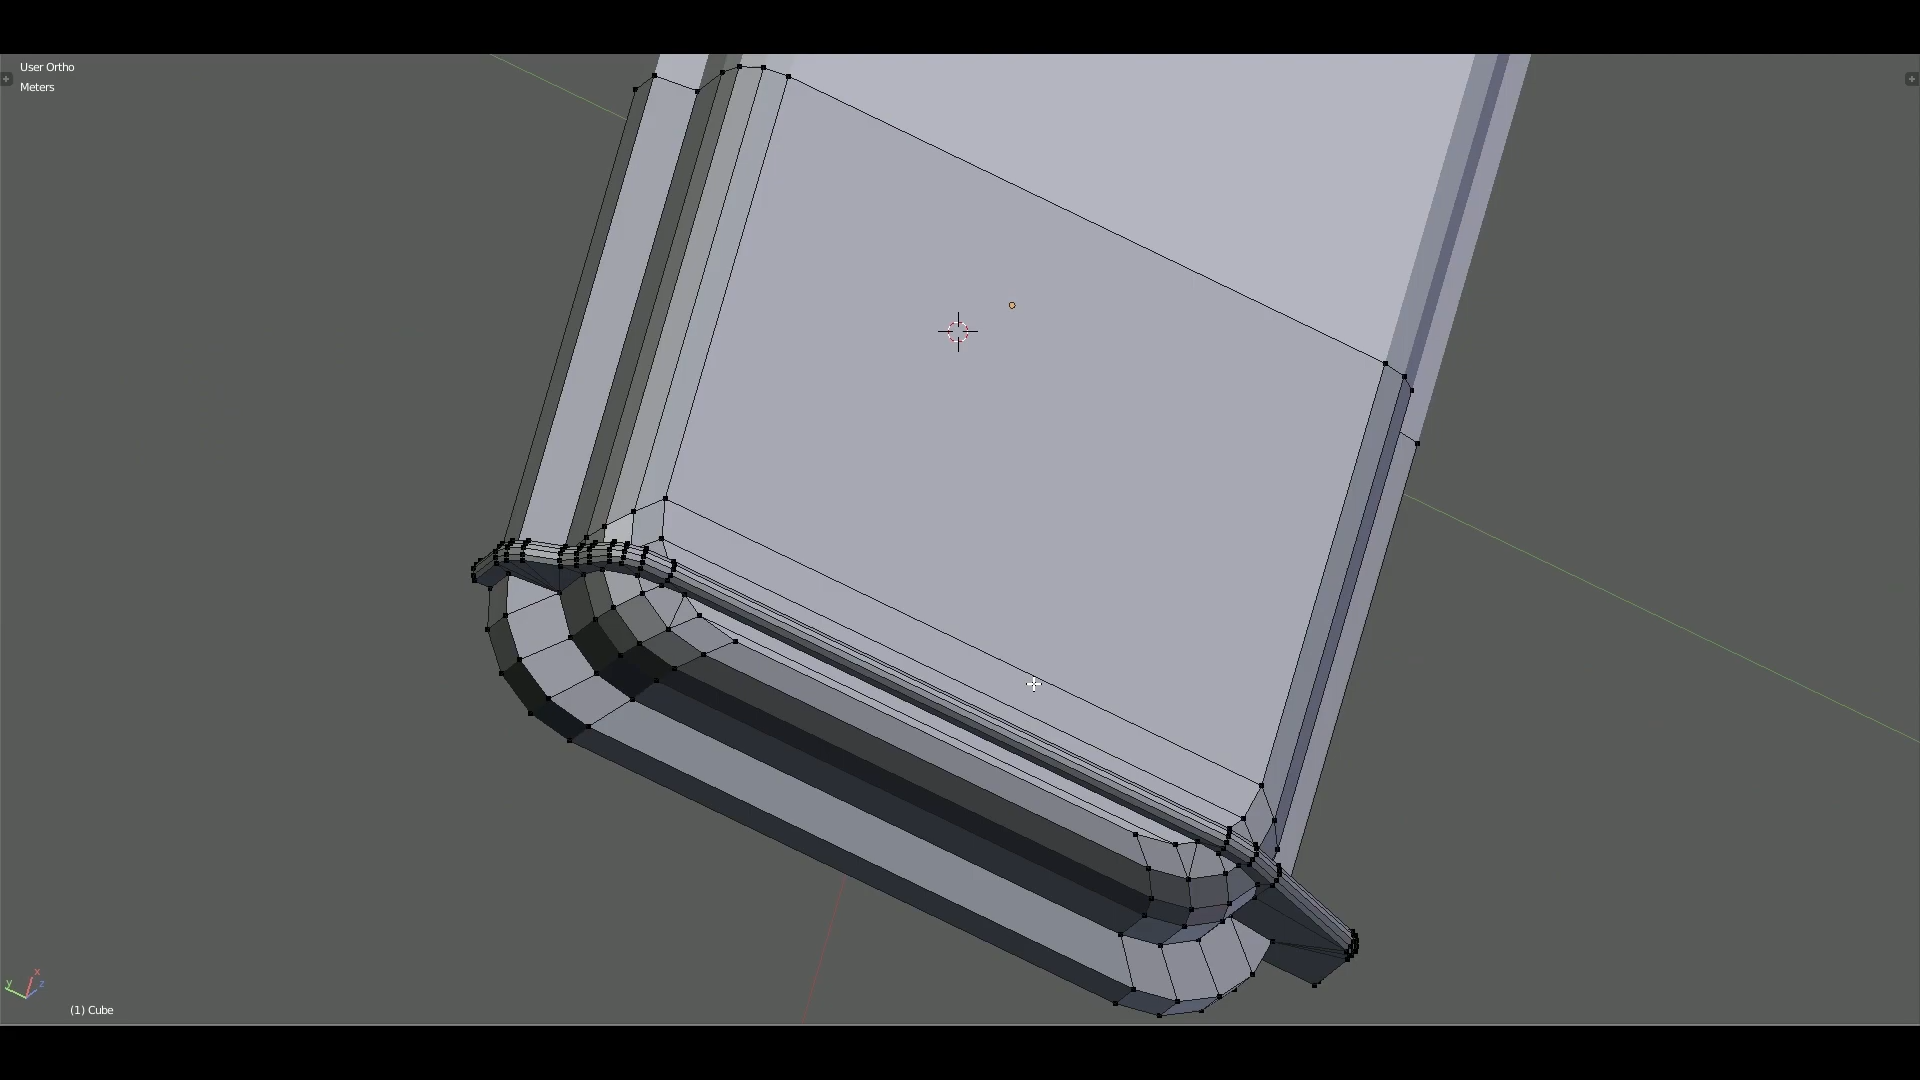 User Ortho
Meters
x
y
z
(1) Cube